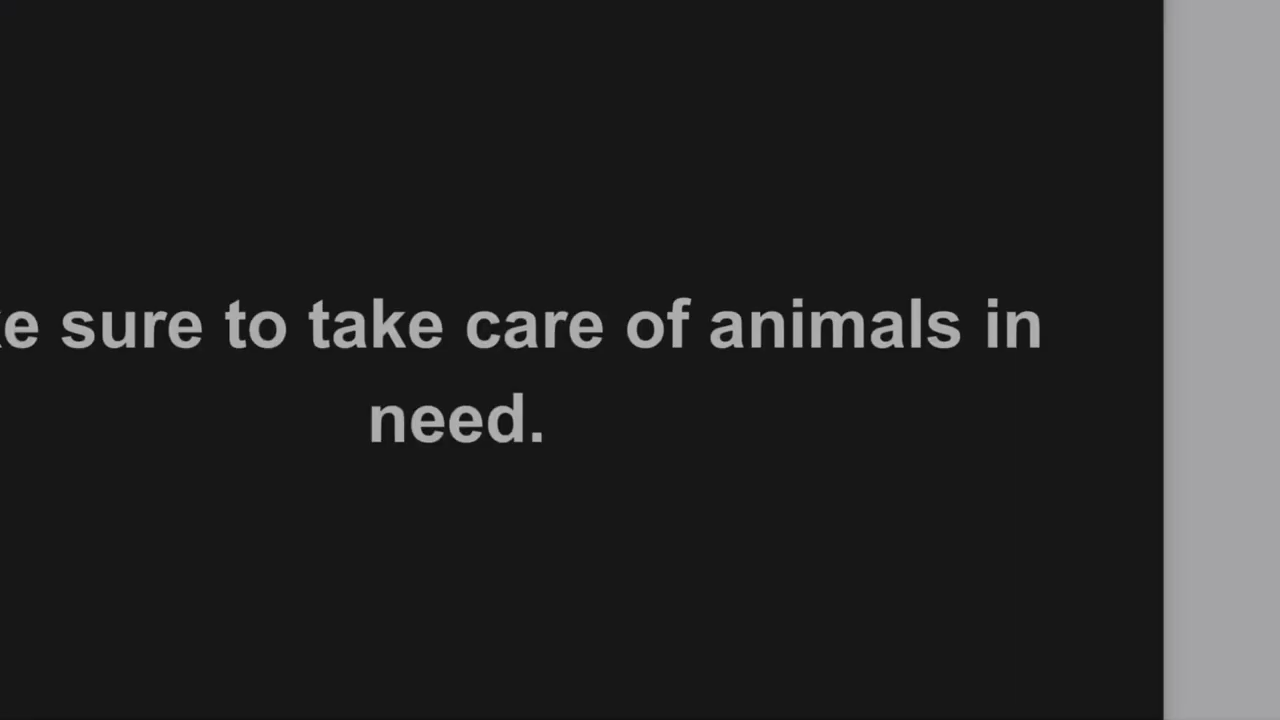 sure to take care of animals in
need.